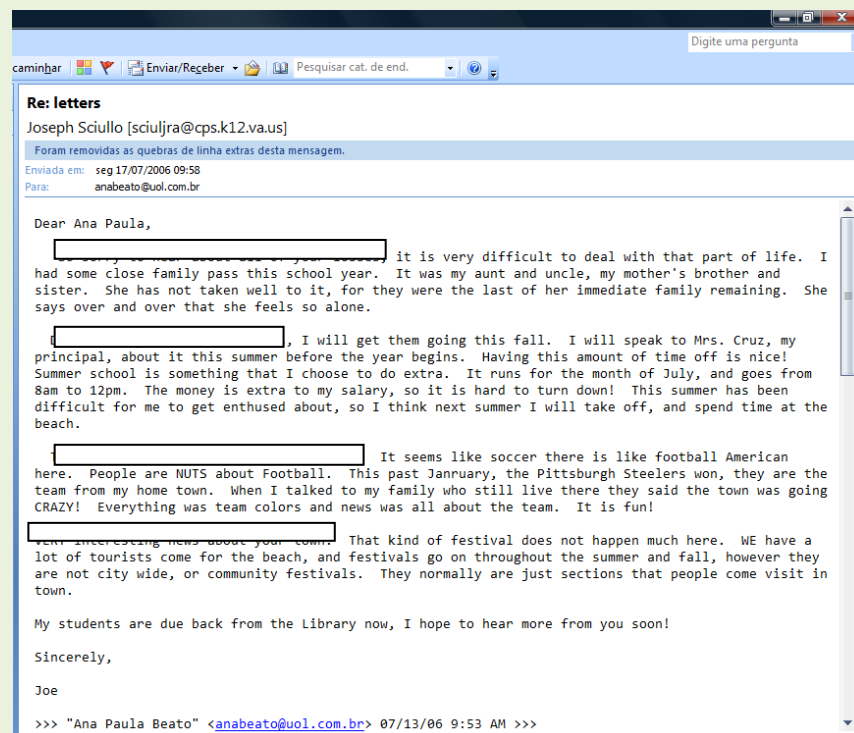 Digite uma pergunta
caminhar Enviar/Receber Pesquisar cat. de end.
Re: letters
Joseph Sciullo [sciuljra@cps.k12.va.us]
Foram removidas as quebras de linha extras desta mensagem.
Enviada em: seg 17/07/2006 09:58
Para: anabeato@uol.com.br
Dear Ana Paula,
it is very difficult to deal with that part of life. I
had some close family pass this school year. It was my aunt and uncle, my mother's brother and
sister. She has not taken well to it, for they were the last of her immediate family remaining. She
says over and over that she feels so alone.
, I will get them going this fall. I will speak to Mrs. Cruz, my
principal, about it this summer before the year begins. Having this amount of time off is nice!
Summer school is something that I choose to do extra. It runs for the month of July, and goes from
8am to 12pm. The money is extra to my salary, so it is hard to turn down! This summer has been
difficult for me to get enthused about, so I think next summer I will take off, and spend time at the
beach.
It seems like soccer there is like football American
here. People are NUTS about Football. This past Janruary, the Pittsburgh Steelers won, they are the
team from my home town. When I talked to my family who still live there they said the town was going
CRAZY! Everything was team colors and news was all about the team. It is fun!
That kind of festival does not happen much here. WE have a
lot of tourists come for the beach, and festivals go on throughout the summer and fall, however they
are not city wide, or community festivals. They normally are just sections that people come visit in
town.
My students are due back from the Library now, I hope to hear more from you soon!
Sincerely,
Joe
>>> "Ana Paula Beato" <anabeato@uol.com.br> 07/13/06 9:53 AM >>>